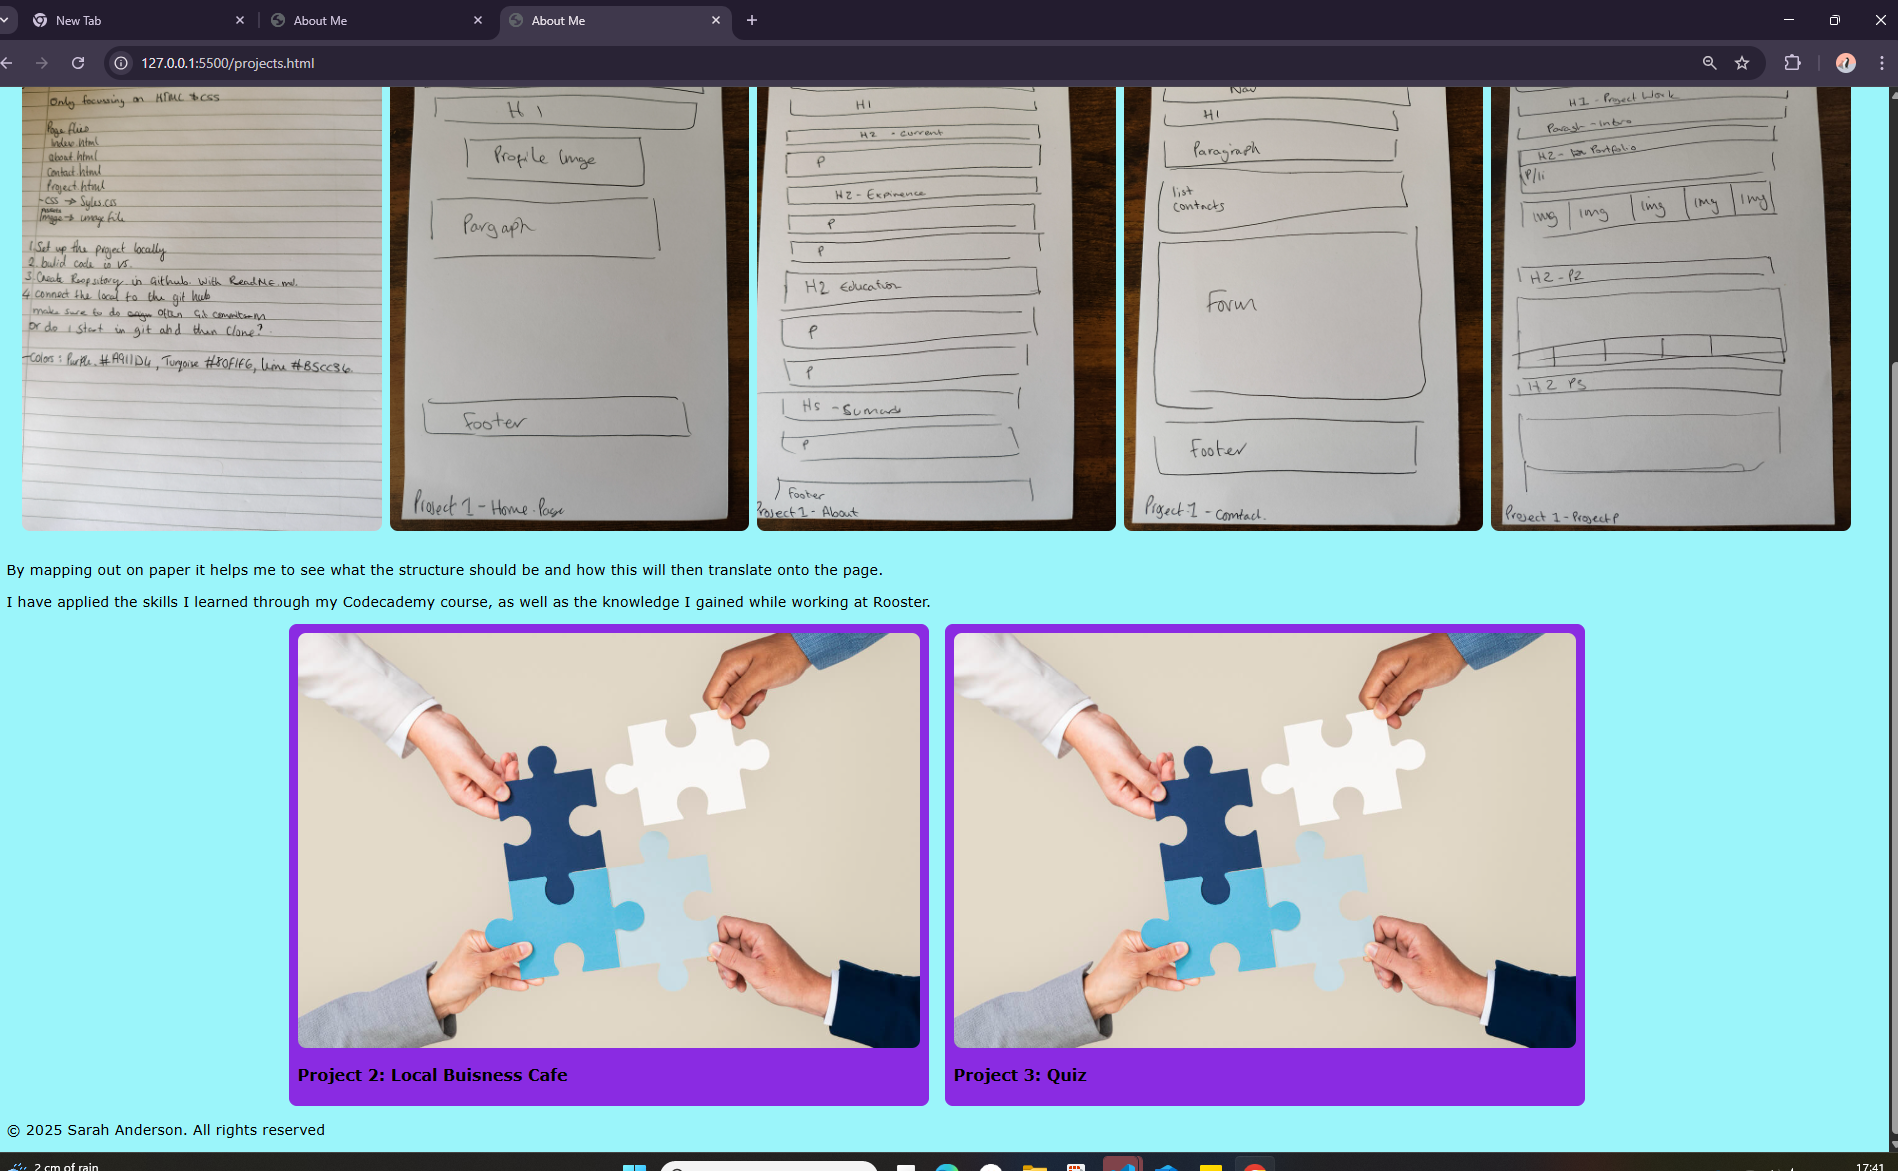 New Tab
About Me
About Me
127.0.0.1:5500/projects.html
Only focussing on HTML & CSS
Page files
index.html
about.html
Contact.html
Project.html
-CSS → Syles.css
image → image file
1. Set up the project locally
2. build code in VS.
3. Create Respsitory in Github. With ReadMe.md.
4. connect the local to the git hub
make sure to do often Git commits
Or do i start in git and then clone?
-Colors: Purple. #A911D4, Turqoise #80F1F6, Lime #B5CC36.
H1
Profile Image
Pargaph
Footer
Project 1 - Home Page
H1
H2 - current
P
H2 - Experience
P
P
H2 Education
P
P
P
Footer
Project 1 - About
Nav
H1
Paragraph
list
contacts
Form
Footer
Project 1 - Contact.
H1 - Project Work
Paragh - Intro
H2 - Portfolio
P/li
img img img img img
H2 - P2
H2 P3
Project 1 - Project P
By mapping out on paper it helps me to see what the structure should be and how this will then translate onto the page.
I have applied the skills I learned through my Codecademy course, as well as the knowledge I gained while working at Rooster.
Project 2: Local Buisness Cafe
Project 3: Quiz
© 2025 Sarah Anderson. All rights reserved
2 cm of rain
17:41